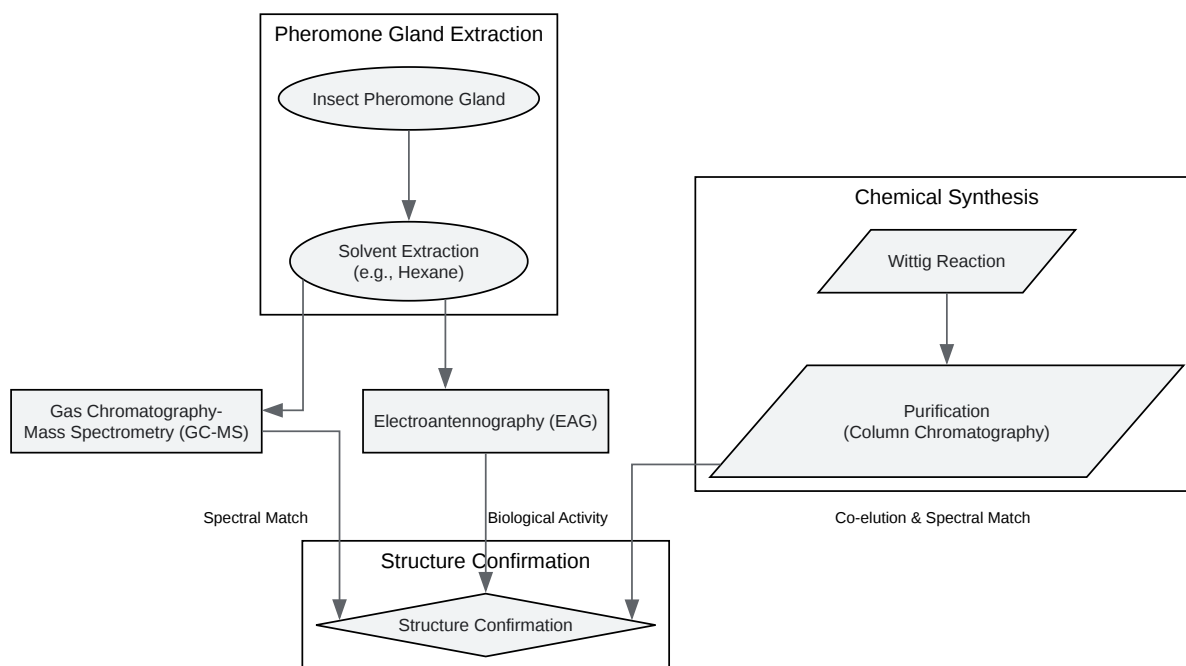 Pheromone Gland Extraction
Insect Pheromone Gland
Solvent Extraction
(e.g., Hexane)
Chemical Synthesis
Wittig Reaction
Gas Chromatography-
Mass Spectrometry (GC-MS)
Electroantennography (EAG)
Purification
(Column Chromatography)
Spectral Match
Biological Activity
Co-elution & Spectral Match
Structure Confirmation
Structure Confirmation